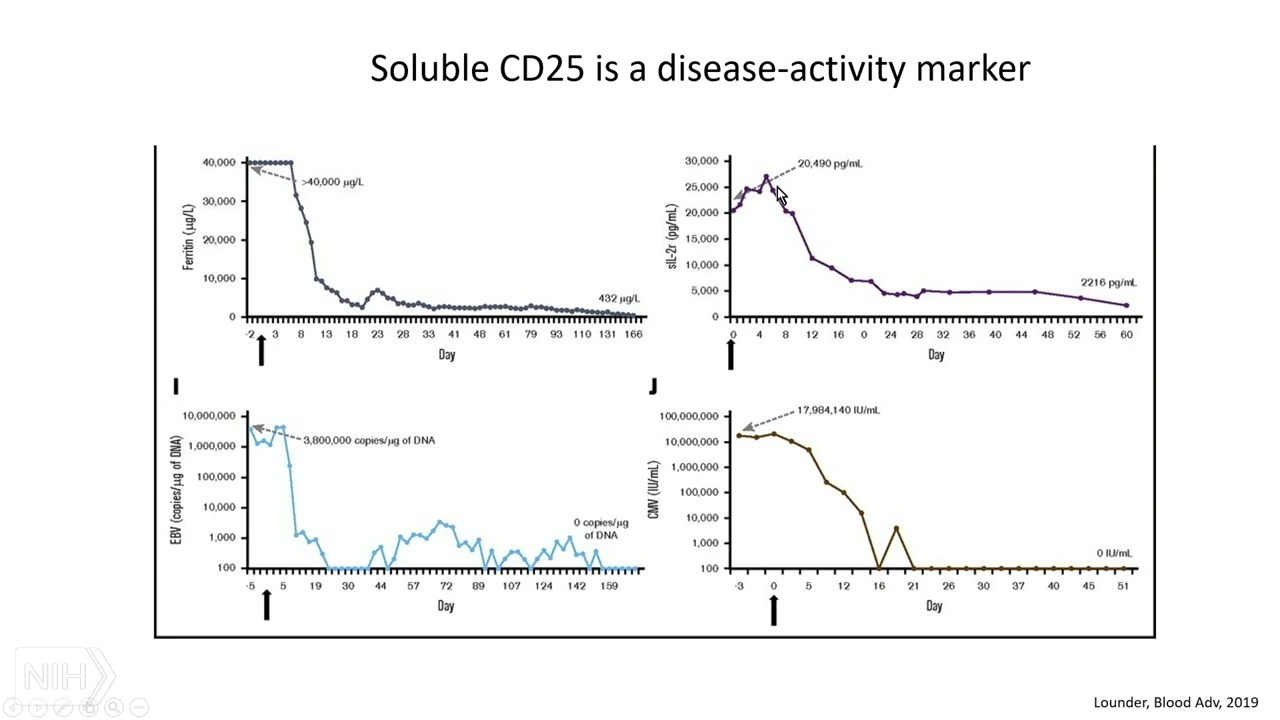 Soluble CD25 is a disease-activity marker
40,000
30,000
20,000
10,000
0
Ferritin (µg/L)
>40,000 µg/L
432 µg/L
-2 3 8 13 18 23 28 33 41 48 61 79 93 110 131 166
Day
30,000
25,000
20,000
15,000
10,000
5,000
0
sIL-2r (pg/mL)
20,490 pg/mL
2216 pg/mL
0 4 8 12 16 0 24 28 32 36 40 44 48 52 56 60
Day
I
10,000,000
1,000,000
100,000
10,000
1,000
100
EBV (copies/µg of DNA)
3,800,000 copies/µg of DNA
0 copies/µg
of DNA
-5 5 19 30 44 57 72 89 107 124 142 159
Day
J
100,000,000
10,000,000
1,000,000
100,000
10,000
1,000
100
CMV (IU/mL)
17,984,140 IU/mL
0 IU/mL
-3 0 5 12 16 21 26 30 37 40 45 51
Day
NIH
Lounder, Blood Adv, 2019